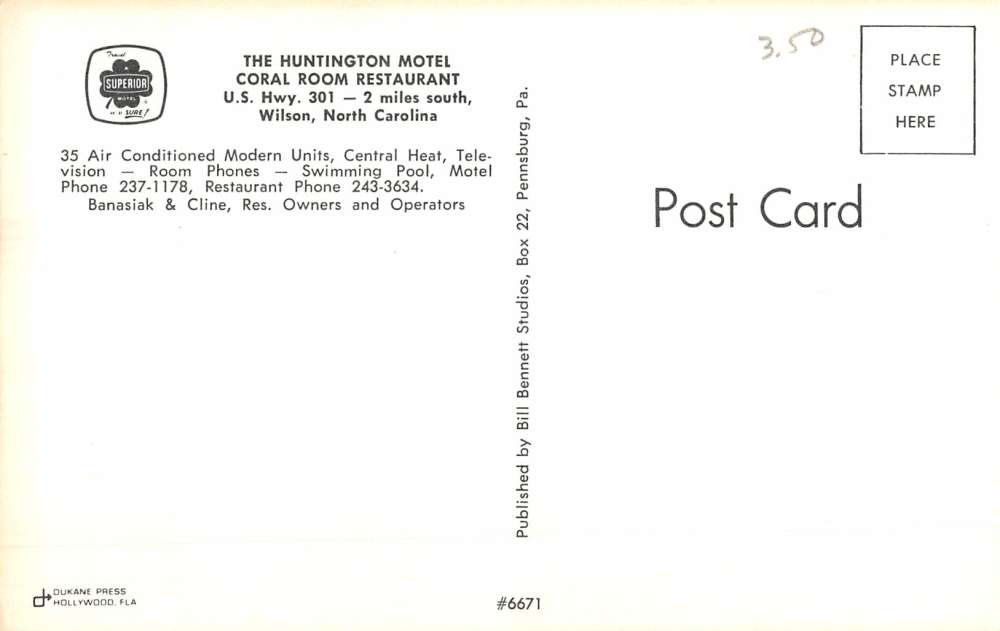 Travel
SUPERIOR
MOTEL
SURE!
THE HUNTINGTON MOTEL
CORAL ROOM RESTAURANT
U.S. Hwy. 301 — 2 miles south,
Wilson, North Carolina
35 Air Conditioned Modern Units, Central Heat, Tele-
vision — Room Phones — Swimming Pool, Motel
Phone 237-1178, Restaurant Phone 243-3634.
Banasiak & Cline, Res. Owners and Operators
Published by Bill Bennett Studios, Box 22, Pennsburg, Pa.
3.50
PLACE
STAMP
HERE
Post Card
DUKANE PRESS
HOLLYWOOD, FLA
#6671